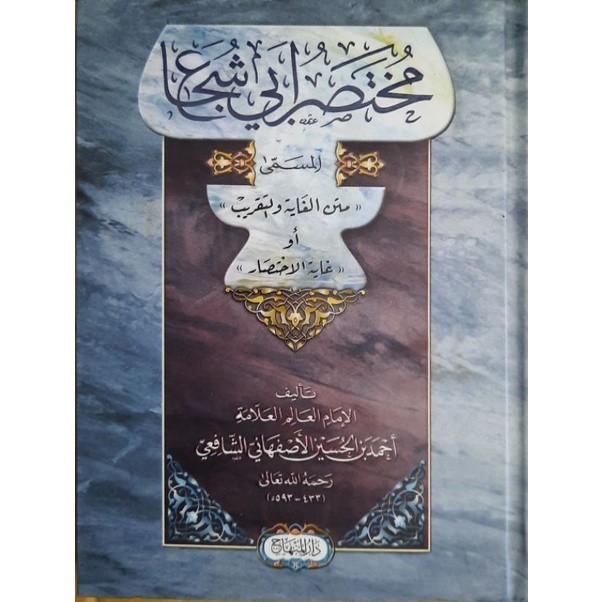 مختصر أبي شجاع
المسمى
«متن الغاية والتقريب»
أو
«غاية الاختصار»
تأليف
الإمام العالم العلامة
أحمد بن الحسين الأصفهاني الشافعي
رحمه الله تعالى
(٤٣٣ - ٥٩٣ه)
دار المنهاج